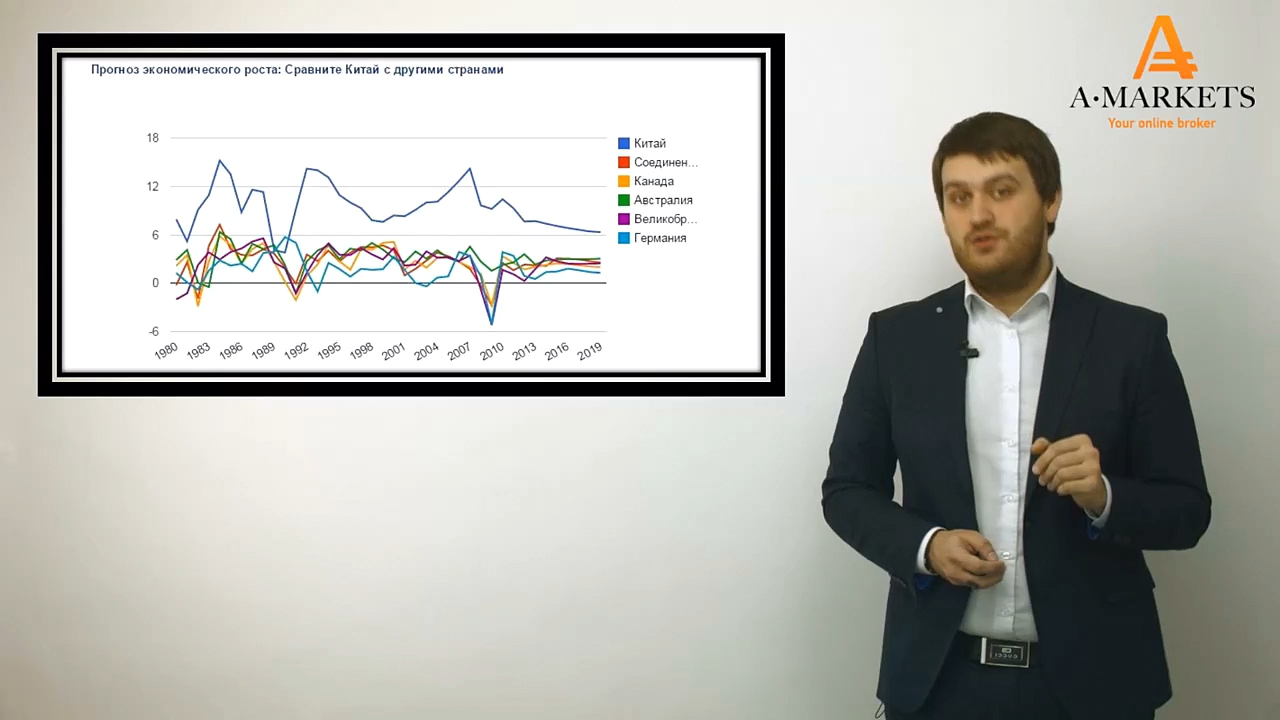 Прогноз экономического роста: Сравните Китай с другими странами
18
12
6
0
-6
1980
1983
1986
1989
1992
1995
1998
2001
2004
2007
2010
2013
2016
2019
Китай
Соединен...
Канада
Австралия
Великобр...
Германия
A·MARKETS
Your online broker